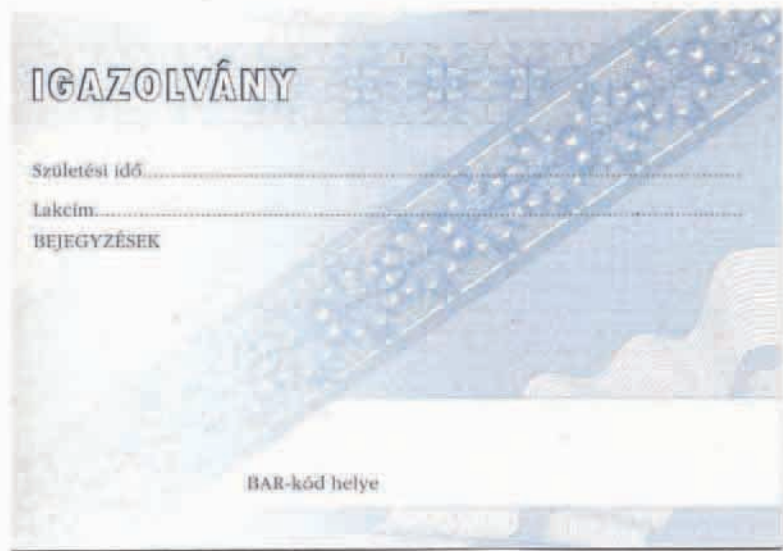 IGAZOLVÁNY
Születési idő
Lakcím
BEJEGYZÉSEK
BAR-kód helye